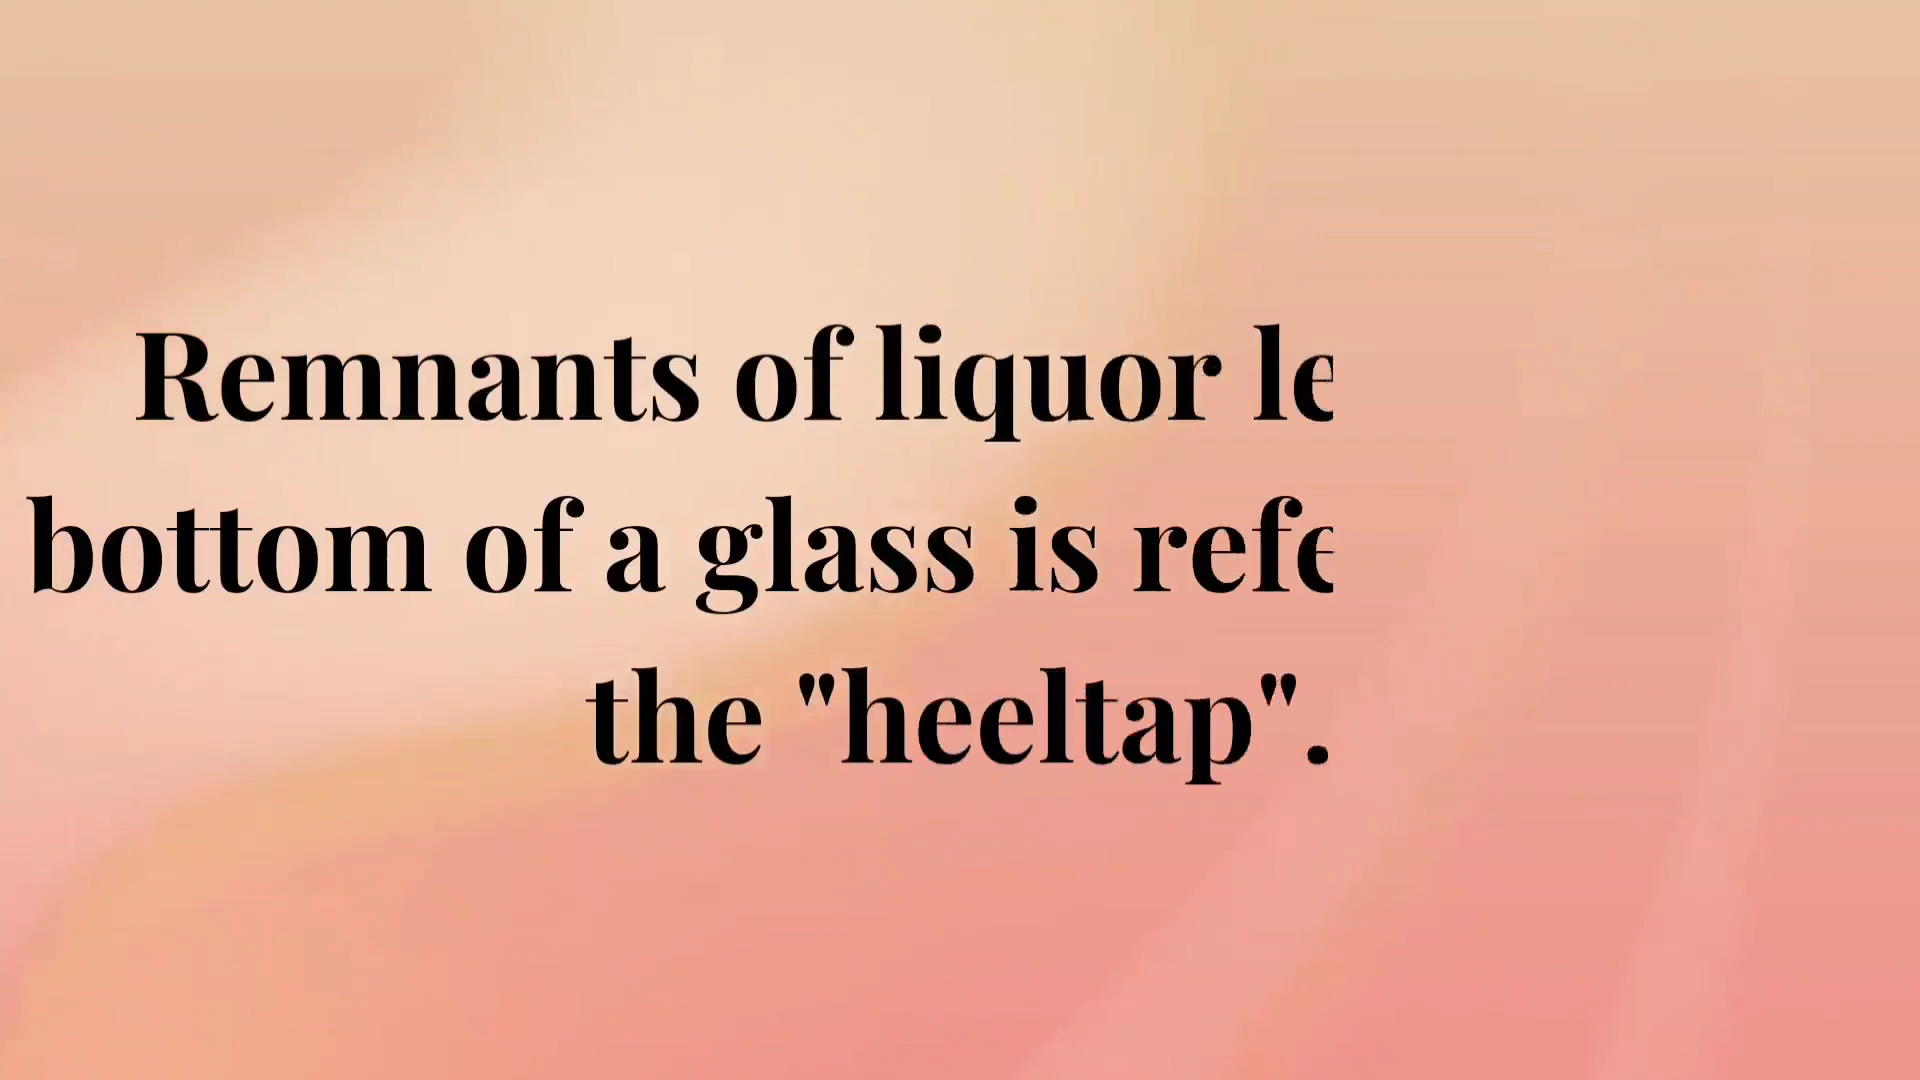 Remnants of liquor le
bottom of a glass is refe
the "heeltap".